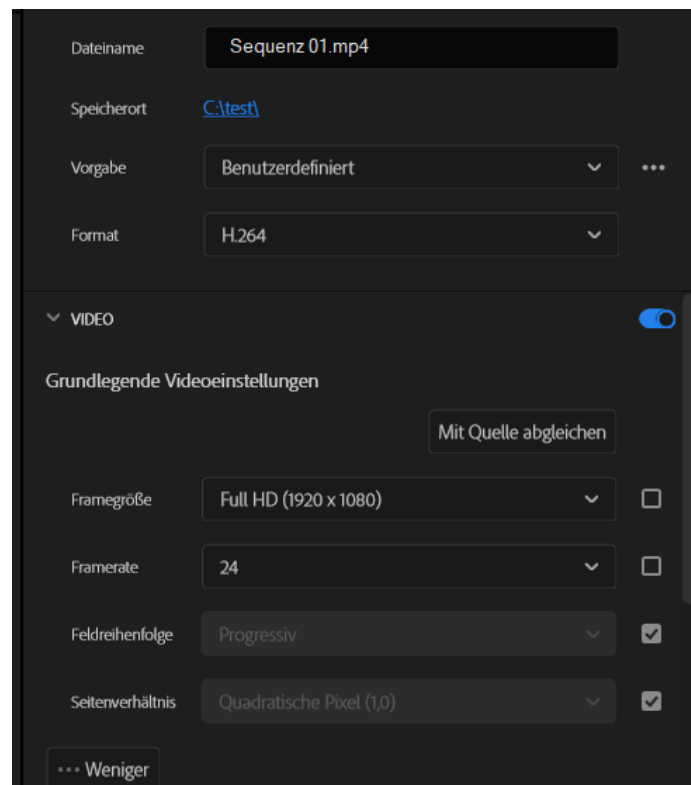 Dateiname Sequenz 01.mp4
Speicherort C:\test\
Vorgabe Benutzerdefiniert
Format H.264
VIDEO
Grundlegende Videoeinstellungen
Mit Quelle abgleichen
Framegröße Full HD (1920 x 1080)
Framerate 24
Feldreihenfolge Progressiv
Seitenverhältnis Quadratische Pixel (1,0)
··· Weniger